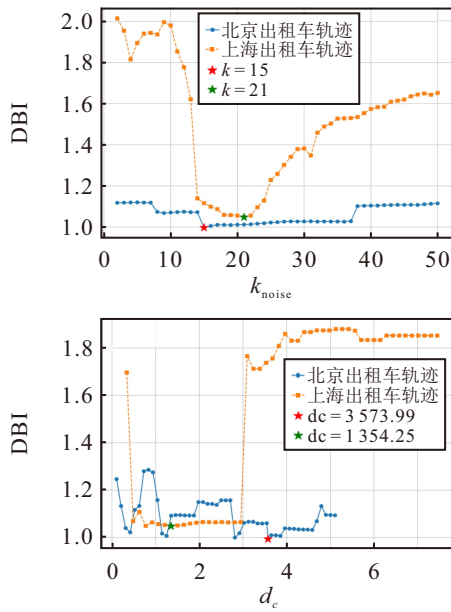 2.0
1.8
1.6
1.4
1.2
1.0
DBI
北京出租车轨迹
上海出租车轨迹
k = 15
k = 21
0 10 20 30 40 50
k_noise
1.8
1.6
1.4
1.2
1.0
DBI
北京出租车轨迹
上海出租车轨迹
dc = 3 573.99
dc = 1 354.25
0 2 4 6
d_c